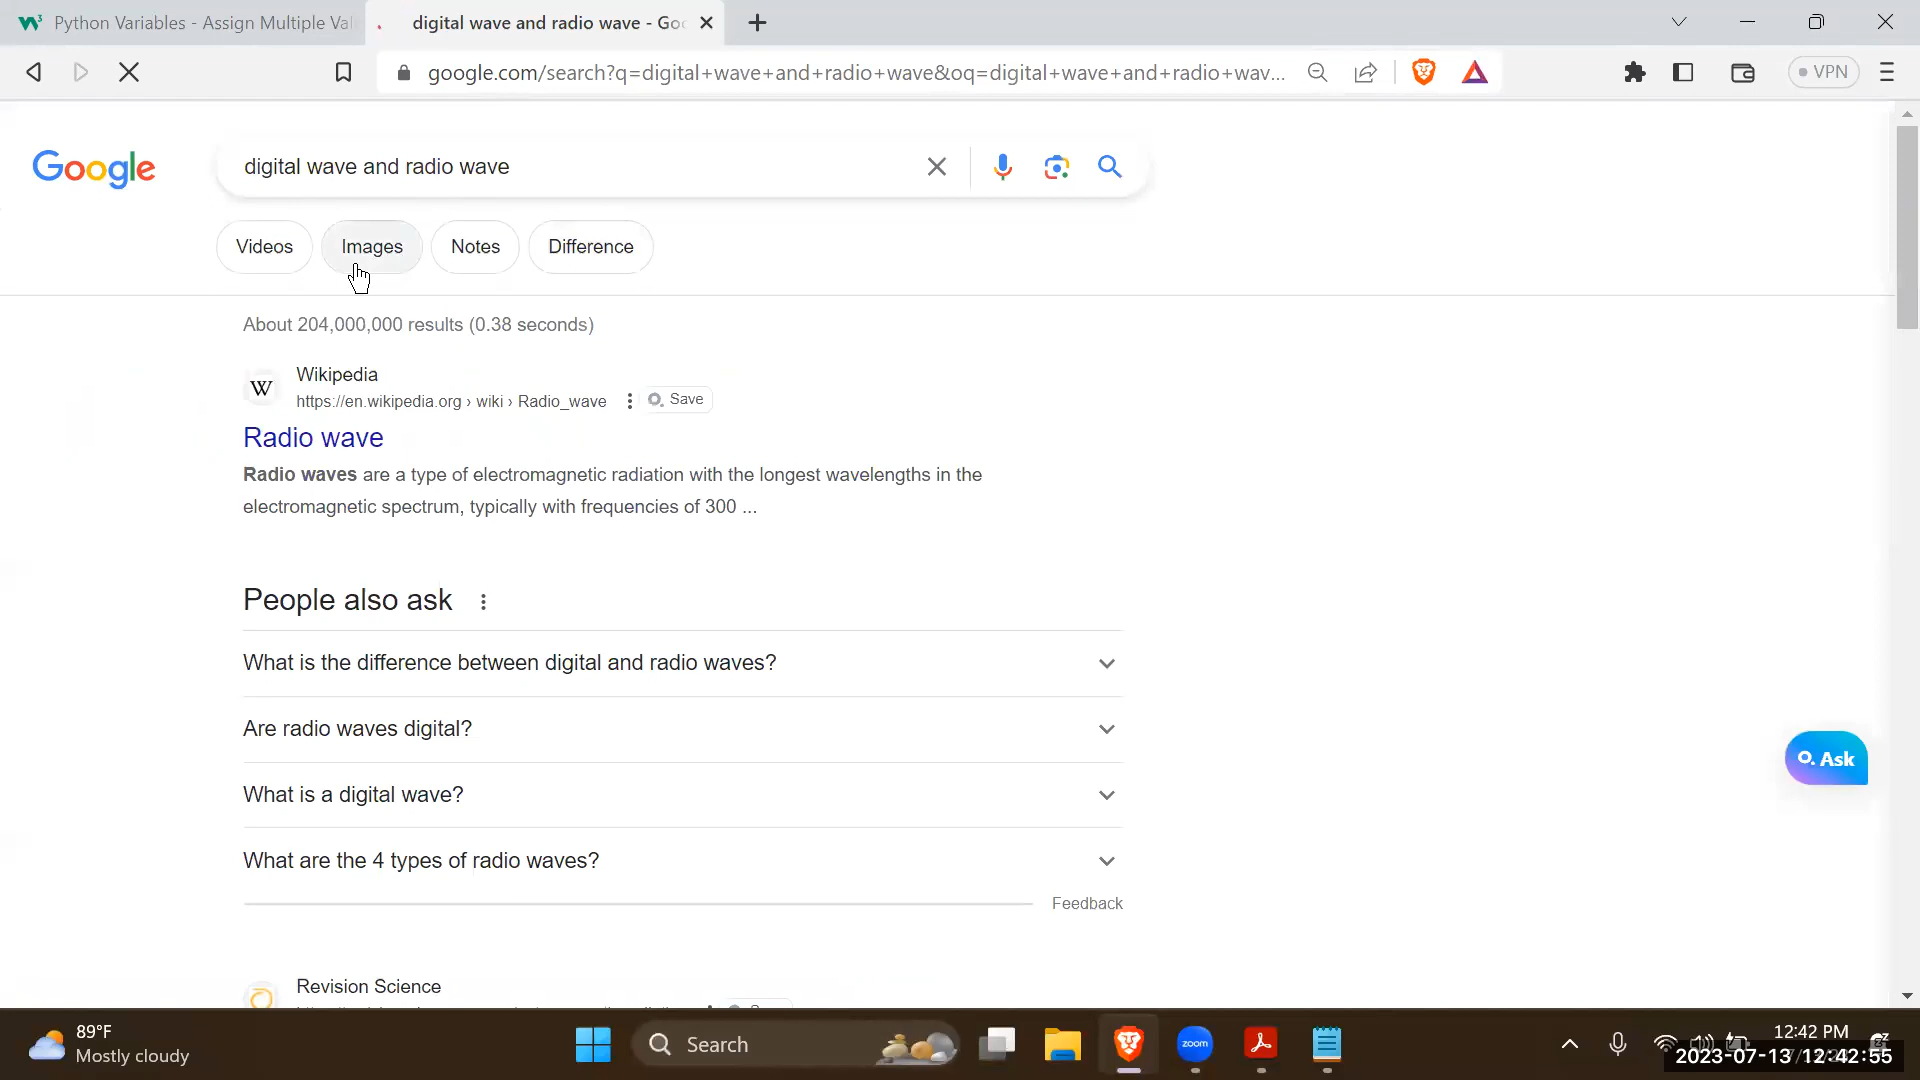 Python Variables - Assign Multiple Val
digital wave and radio wave - Goo
google.com/search?q=digital+wave+and+radio+wave&oq=digital+wave+and+radio+wav...
VPN
Google
digital wave and radio wave
Videos
Images
Notes
Difference
About 204,000,000 results (0.38 seconds)
W
Wikipedia
https://en.wikipedia.org › wiki › Radio_wave
Save
Radio wave
Radio waves are a type of electromagnetic radiation with the longest wavelengths in the
electromagnetic spectrum, typically with frequencies of 300 ...
People also ask
What is the difference between digital and radio waves?
Are radio waves digital?
What is a digital wave?
What are the 4 types of radio waves?
Feedback
Ask
Revision Science
89°F
Mostly cloudy
Search
zoom
12:42 PM
2023-07-13 12:42:55